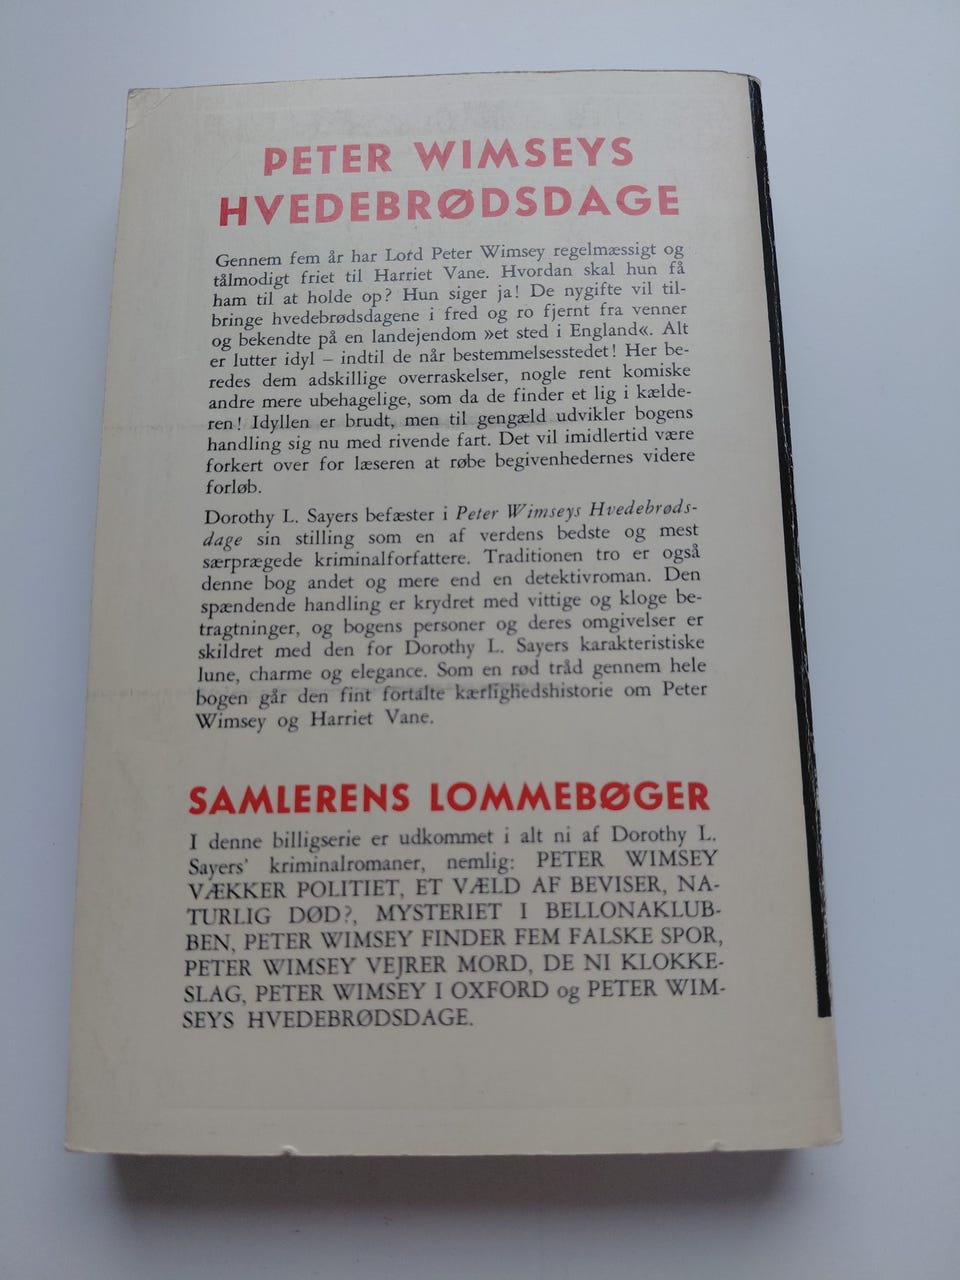 PETER WIMSEYS
HVEDEBRØDSDAGE
Gennem fem år har Lord Peter Wimsey regelmæssigt og
tålmodigt friet til Harriet Vane. Hvordan skal hun få
ham til at holde op? Hun siger ja! De nygifte vil til-
bringe hvedebrødsdagene i fred og ro fjernt fra venner
og bekendte på en landejendom »et sted i England«. Alt
er lutter idyl – indtil de når bestemmelsesstedet! Her be-
redes dem adskillige overraskelser, nogle rent komiske
andre mere ubehagelige, som da de finder et lig i kælde-
ren! Idyllen er brudt, men til gengæld udvikler bogens
handling sig nu med rivende fart. Det vil imidlertid være
forkert over for læseren at røbe begivenhedernes videre
forløb.
Dorothy L. Sayers befæster i Peter Wimseys Hvedebrøds-
dage sin stilling som en af verdens bedste og mest
særprægede kriminalforfattere. Traditionen tro er også
denne bog andet og mere end en detektivroman. Den
spændende handling er krydret med vittige og kloge be-
tragtninger, og bogens personer og deres omgivelser er
skildret med den for Dorothy L. Sayers karakteristiske
lune, charme og elegance. Som en rød tråd gennem hele
bogen går den fint fortalte kærlighedshistorie om Peter
Wimsey og Harriet Vane.
SAMLERENS LOMMEBØGER
I denne billigserie er udkommet i alt ni af Dorothy L.
Sayers' kriminalromaner, nemlig: PETER WIMSEY
VÆKKER POLITIET, ET VÆLD AF BEVISER, NA-
TURLIG DØD?, MYSTERIET I BELLONAKLUB-
BEN, PETER WIMSEY FINDER FEM FALSKE SPOR,
PETER WIMSEY VEJRER MORD, DE NI KLOKKE-
SLAG, PETER WIMSEY I OXFORD og PETER WIM-
SEYS HVEDEBRØDSDAGE.